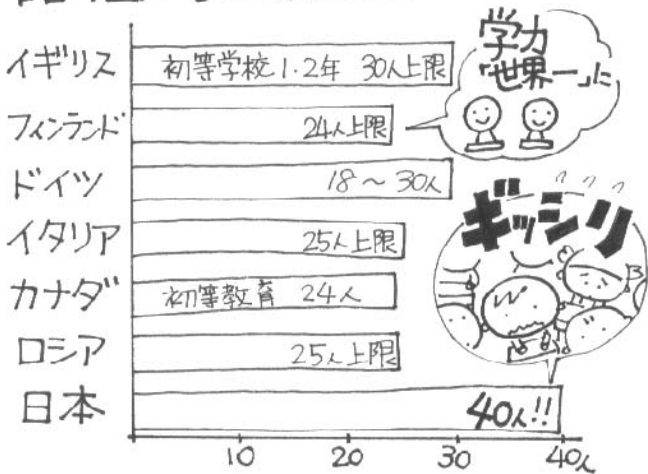 イギリス 初等学校1・2年 30人上限
学力
「世界一」に
フィンランド 24人上限
ドイツ 18〜30人
イタリア 25人上限
ギッシリ
カナダ 初等教育 24人
ロシア 25人上限
日本 40人!!
10 20 30 40人